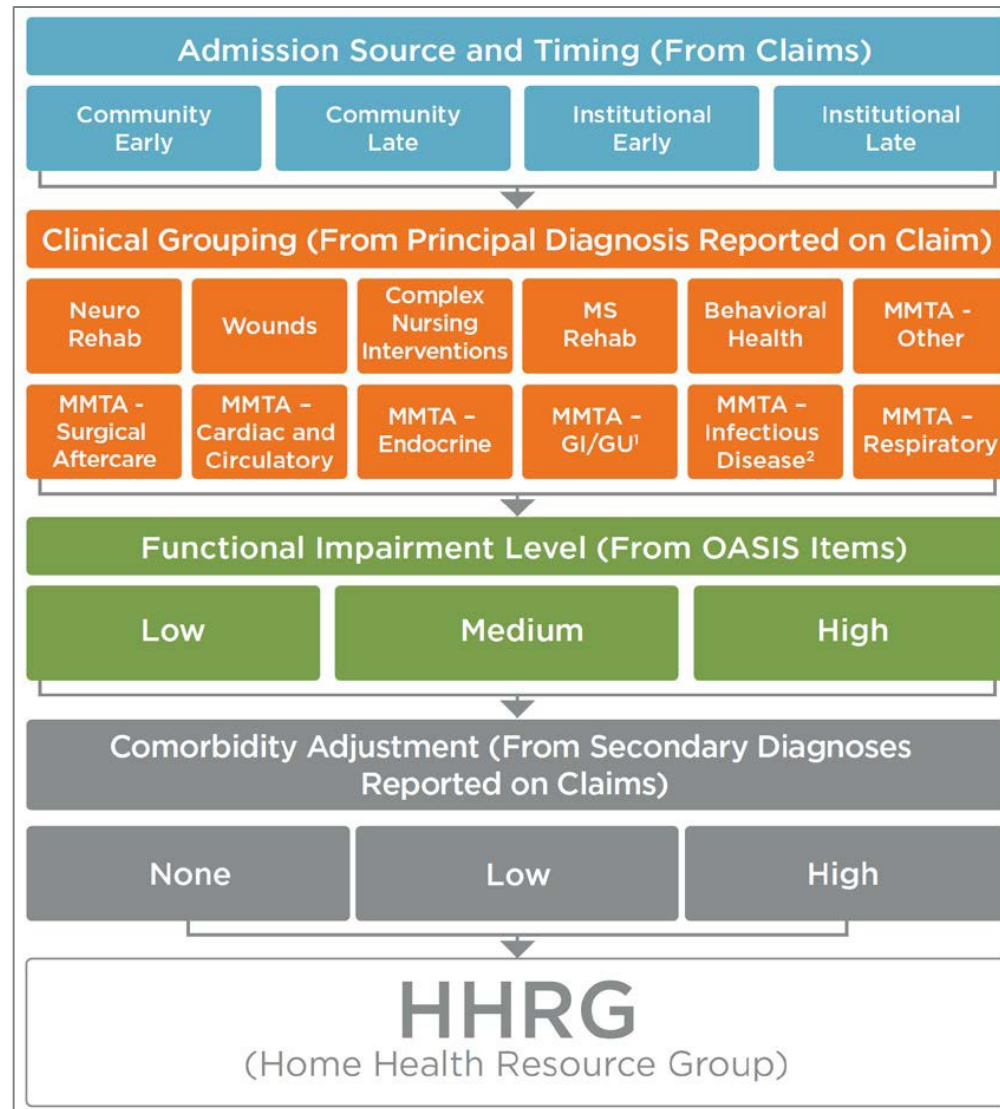 Admission Source and Timing (From Claims)
Community
Early
Community
Late
Institutional
Early
Institutional
Late
Clinical Grouping (From Principal Diagnosis Reported on Claim)
Neuro
Rehab
Wounds
Complex
Nursing
Interventions
MS
Rehab
Behavioral
Health
MMTA -
Other
MMTA -
Surgical
Aftercare
MMTA –
Cardiac and
Circulatory
MMTA –
Endocrine
MMTA –
GI/GU¹
MMTA –
Infectious
Disease²
MMTA –
Respiratory
Functional Impairment Level (From OASIS Items)
Low
Medium
High
Comorbidity Adjustment (From Secondary Diagnoses
Reported on Claims)
None
Low
High
HHRG
(Home Health Resource Group)